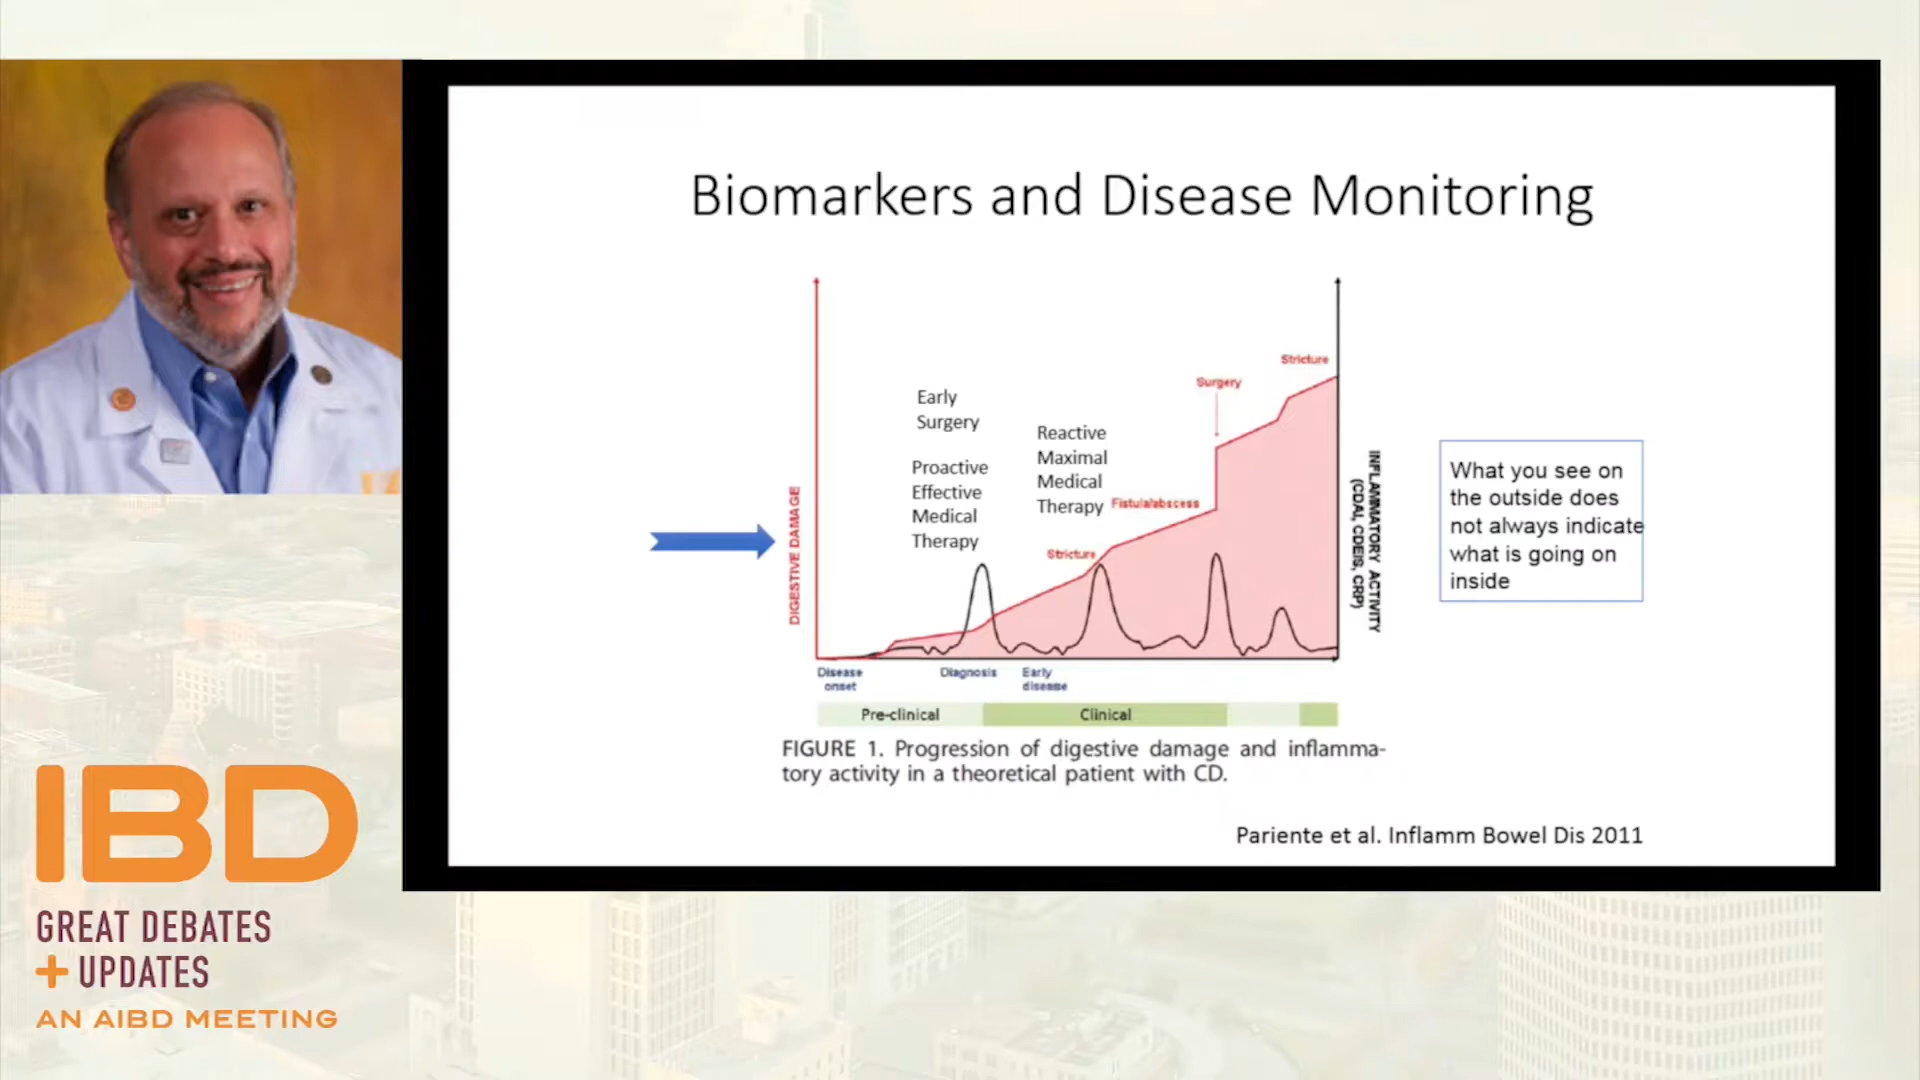 Biomarkers and Disease Monitoring
Early
Surgery
Proactive
Effective
Medical
Therapy
Reactive
Maximal
Medical
Therapy
Stricture
Fistula/abscess
Surgery
Stricture
DIGESTIVE DAMAGE
INFLAMMATORY ACTIVITY
(CDAI, CDEIS, CRP)
Disease
onset
Diagnosis
Early
disease
Pre-clinical
Clinical
FIGURE 1. Progression of digestive damage and inflamma-
tory activity in a theoretical patient with CD.
What you see on
the outside does
not always indicate
what is going on
inside
Pariente et al. Inflamm Bowel Dis 2011
IBD
GREAT DEBATES
+ UPDATES
AN AIBD MEETING